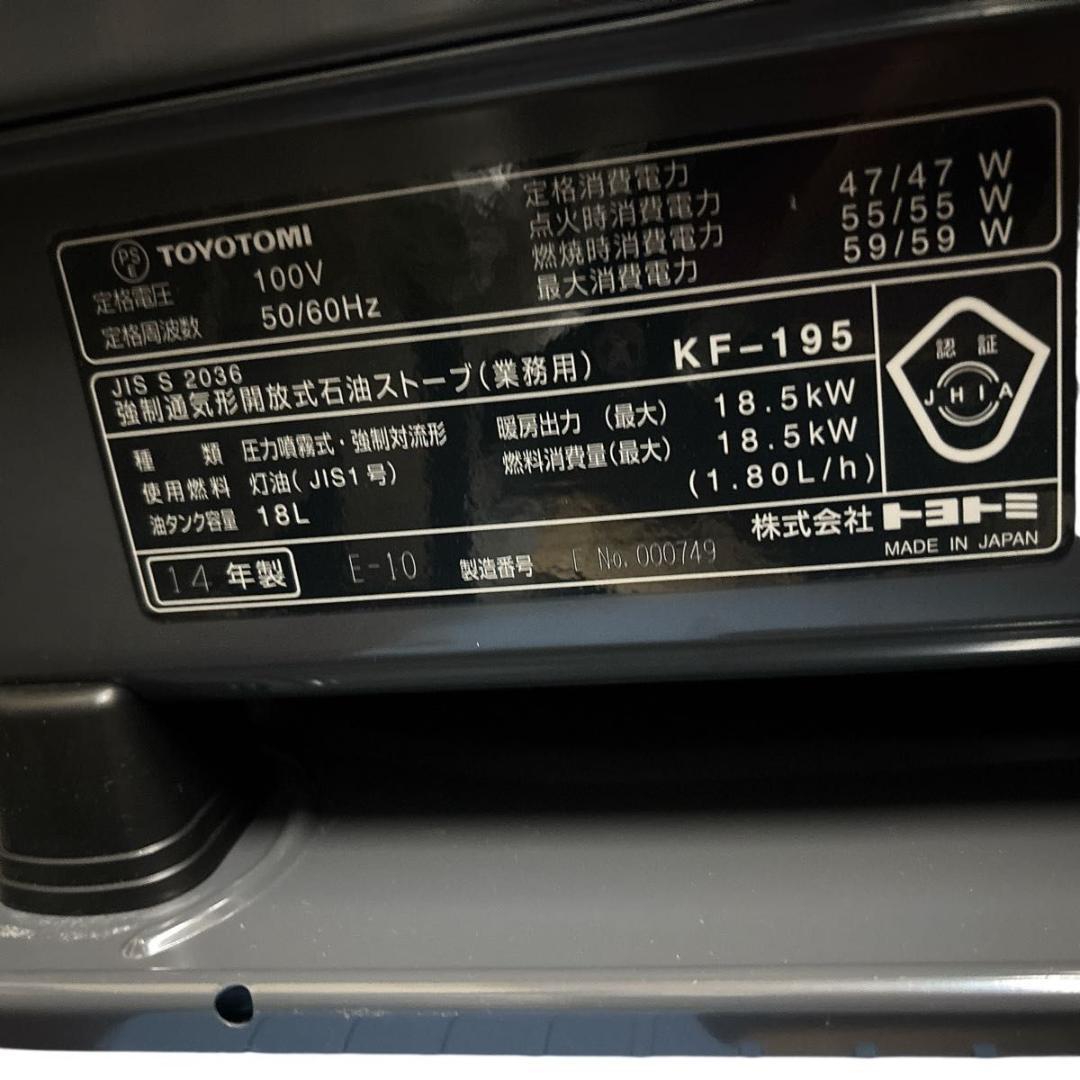 PS E TOYOTOMI
定格電圧 100V
定格周波数 50/60Hz
定格消費電力
点火時消費電力 47/47 W
燃焼時消費電力 55/55 W
最大消費電力 59/59 W
JIS S 2036
強制通気形開放式石油ストーブ(業務用) KF-195
種 類 圧力噴霧式・強制対流形
使用燃料 灯油(JIS1号)
油タンク容量 18L
暖房出力 (最大) 18.5kW
燃料消費量(最大) 18.5kW
(1.80L/h)
認 証
JHIA
株式会社 トヨトミ
MADE IN JAPAN
14 年製 E-10 製造番号 E No. 000749